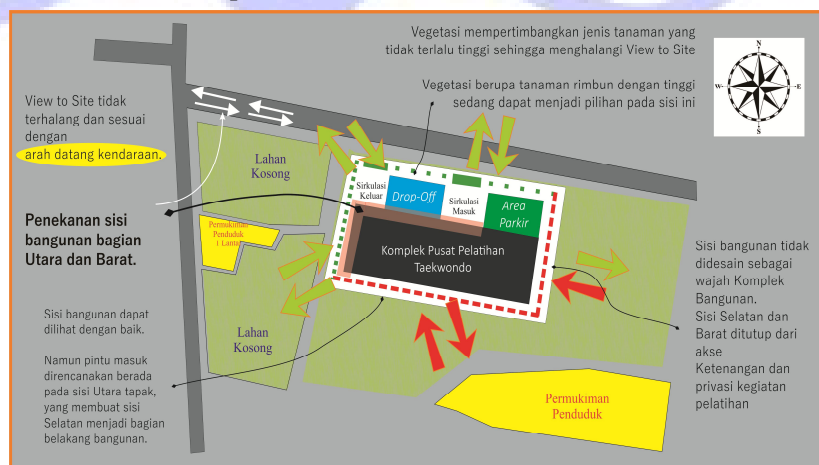 Vegetasi mempertimbangkan jenis tanaman yang
tidak terlalu tinggi sehingga menghalangi View to Site
Vegetasi berupa tanaman rimbun dengan tinggi
sedang dapat menjadi pilihan pada sisi ini
N
W
E
S
View to Site tidak
terhalang dan sesuai
dengan
arah datang kendaraan.
Penekanan sisi
bangunan bagian
Utara dan Barat.
Sisi bangunan dapat
dilihat dengan baik.
Namun pintu masuk
direncanakan berada
pada sisi Utara tapak,
yang membuat sisi
Selatan menjadi bagian
belakang bangunan.
Lahan
Kosong
Permukiman
Penduduk
1 Lantai
Lahan
Kosong
Sirkulasi
Keluar
Drop-Off
Sirkulasi
Masuk
Area
Parkir
Komplek Pusat Pelatihan
Taekwondo
Permukiman
Penduduk
Sisi bangunan tidak
didesain sebagai
wajah Komplek
Bangunan.
Sisi Selatan dan
Barat ditutup dari
akse
Ketenangan dan
privasi kegiatan
pelatihan